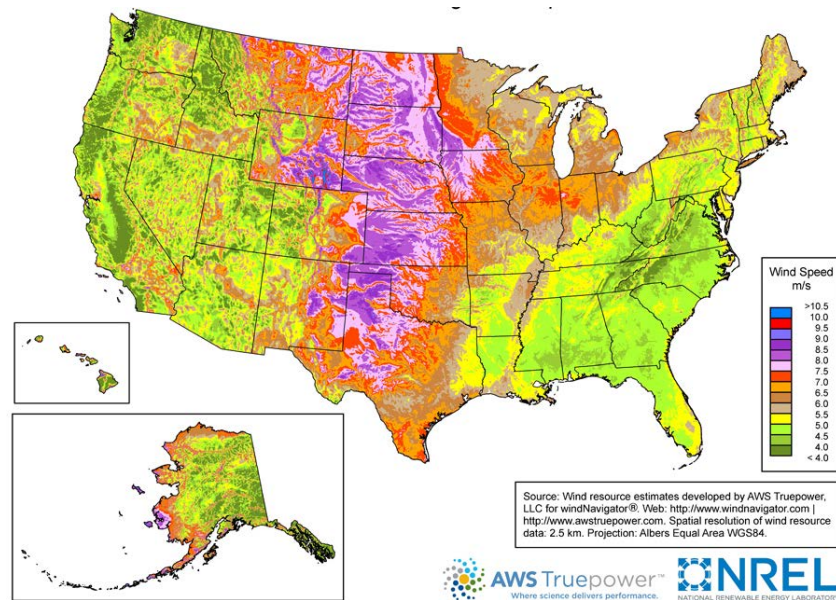 Wind Speed
m/s
>10.5
10.0
9.5
9.0
8.5
8.0
7.5
7.0
6.5
6.0
5.5
5.0
4.5
4.0
< 4.0
Source: Wind resource estimates developed by AWS Truepower,
LLC for windNavigator®. Web: http://www.windnavigator.com |
http://www.awstruepower.com. Spatial resolution of wind resource
data: 2.5 km. Projection: Albers Equal Area WGS84.
AWS Truepower™
Where science delivers performance.
NREL
NATIONAL RENEWABLE ENERGY LABORATORY